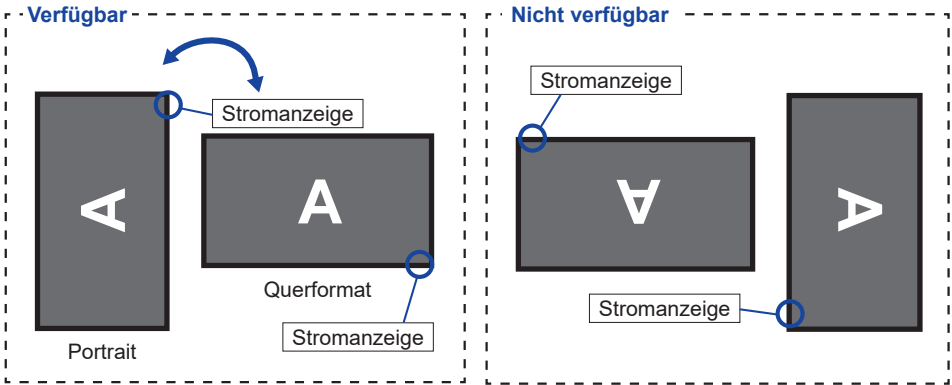 Verfügbar
Stromanzeige
A
A
Querformat
Stromanzeige
Portrait
Nicht verfügbar
Stromanzeige
A
A
Stromanzeige